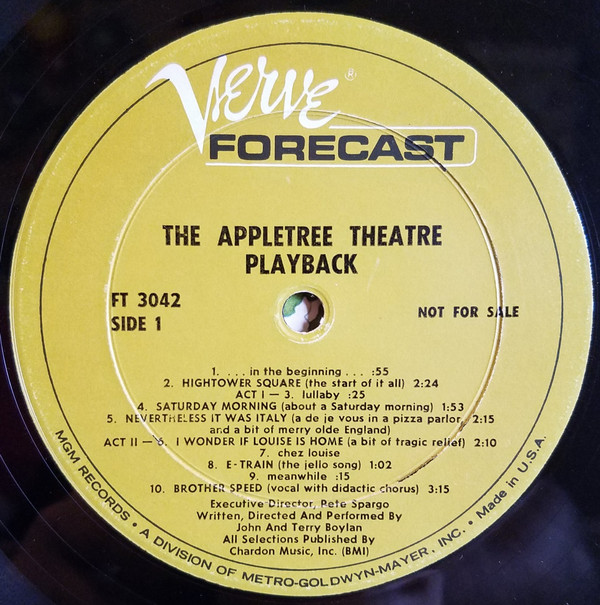 Verve®
FORECAST
THE APPLETREE THEATRE
PLAYBACK
FT 3042
SIDE 1
NOT FOR SALE
1. . . . in the beginning . . . :55
2. HIGHTOWER SQUARE (the start of it all) 2:24
ACT I — 3. lullaby :25
4. SATURDAY MORNING (about a Saturday morning) 1:53
5. NEVERTHELESS IT WAS ITALY (a de je vous in a pizza parlor, 2:15
and a bit of merry olde England)
ACT II — 6. I WONDER IF LOUISE IS HOME (a bit of tragic relief) 2:10
7. chez louise
8. E-TRAIN (the jello song) 1:02
9. meanwhile :15
10. BROTHER SPEED (vocal with didactic chorus) 3:15
Executive Director, Pete Spargo
Written, Directed And Performed By
John And Terry Boylan
All Selections Published By
Chardon Music, Inc. (BMI)
MGM RECORDS • A DIVISION OF METRO-GOLDWYN-MAYER, INC. • Made in U.S.A.